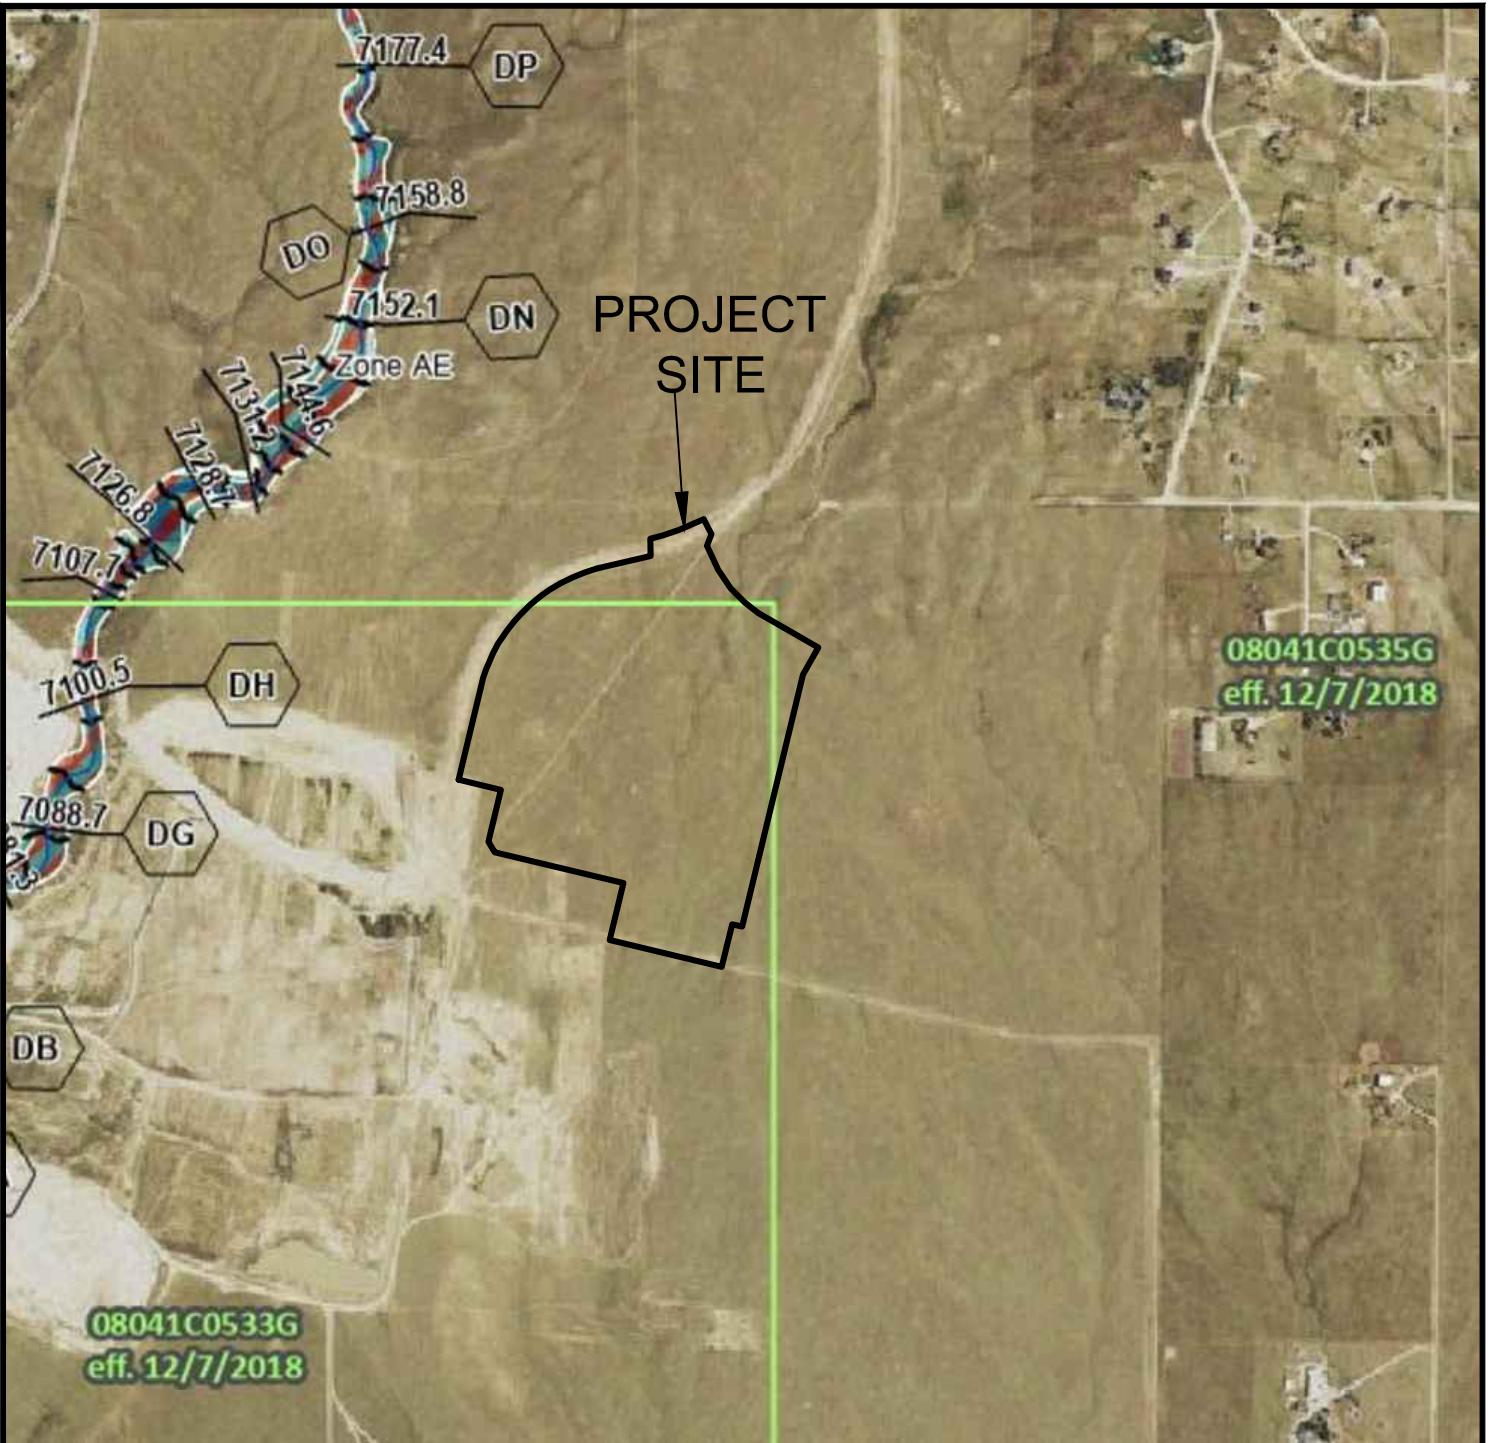 7177.4
DP
7158.8
DO
7152.1
DN
PROJECT
SITE
Zone AE
7144.6
7131.2
7128.7
7126.8
7107.7
08041C0535G
eff. 12/7/2018
7100.5
DH
7088.7
DG
DB
08041C0533G
eff. 12/7/2018